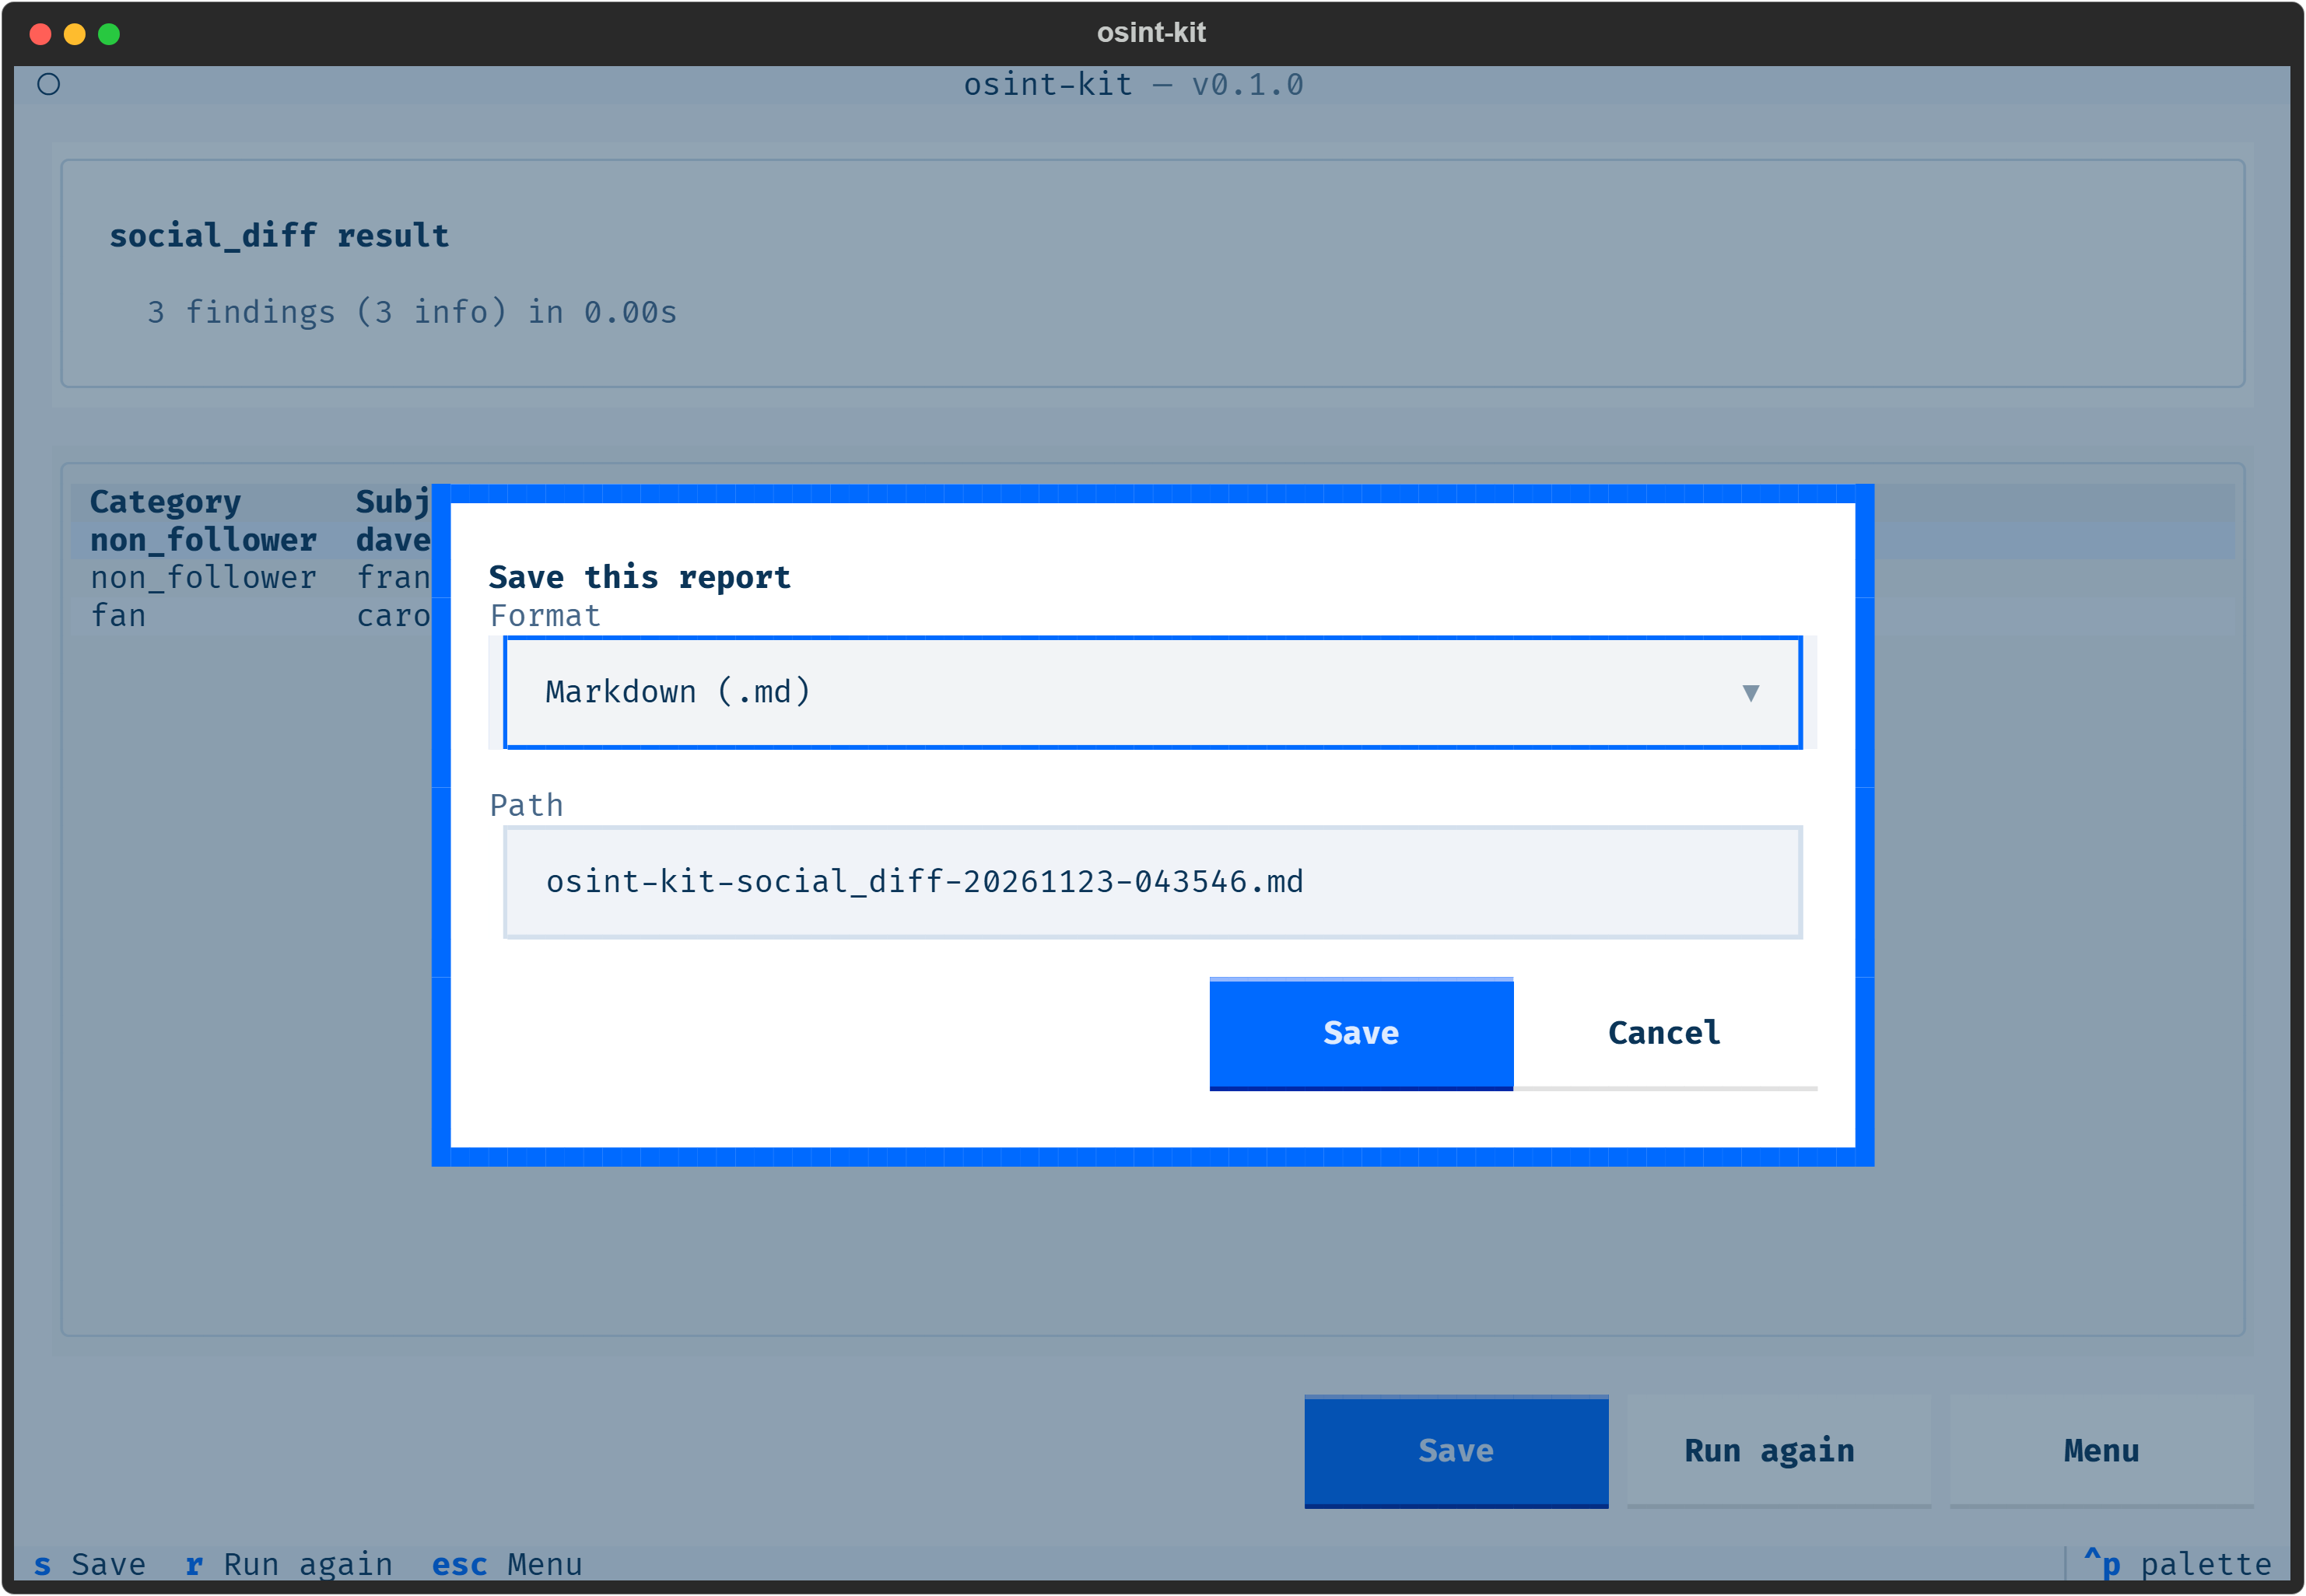 osint-kit
osint-kit — v0.1.0
social_diff result
3 findings (3 info) in 0.00s
Category Subj
non_follower dave
non_follower fran
fan caro
Save this report
Format
Markdown (.md) ▼
Path
osint-kit-social_diff-20261123-043546.md
Save Cancel
Save Run again Menu
s Save r Run again esc Menu ^p palette